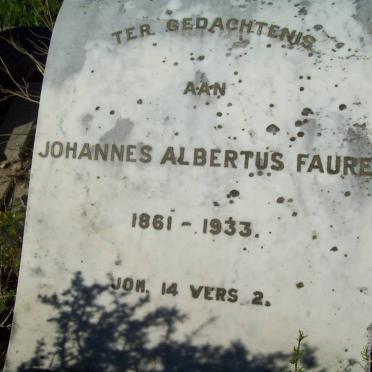 TER GEDACHTENIS
AAN
JOHANNES ALBERTUS FAURE
1861 - 1933.
JOH. 14 VERS 2.